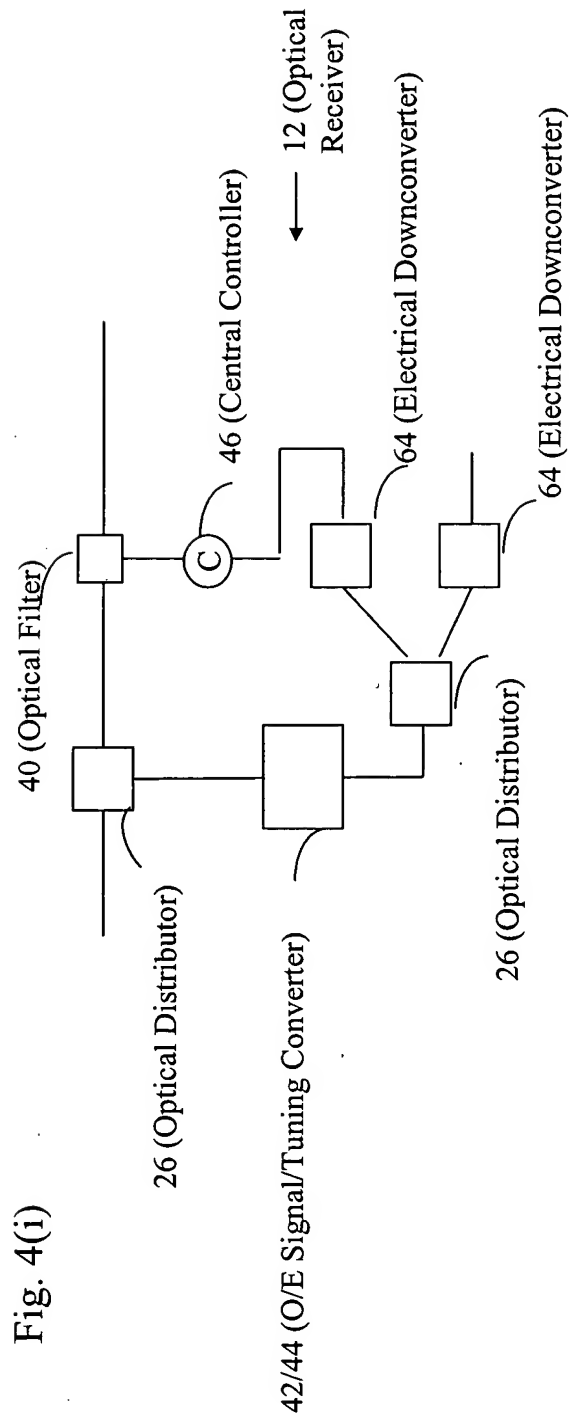 Fig. 4(i)
40 (Optical Filter)
46 (Central Controller)
12 (Optical
Receiver)
26 (Optical Distributor)
C
64 (Electrical Downconverter)
42/44 (O/E Signal/Tuning Converter)
26 (Optical Distributor)
64 (Electrical Downconverter)